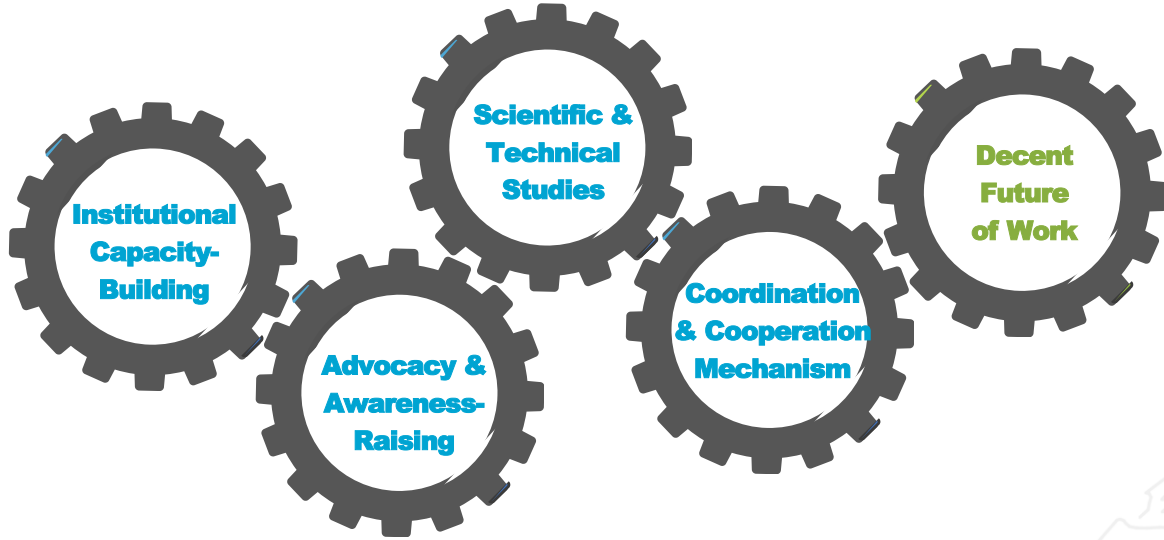 Institutional
Capacity-
Building
Advocacy &
Awareness-
Raising
Scientific &
Technical
Studies
Coordination
& Cooperation
Mechanism
Decent
Future
of Work